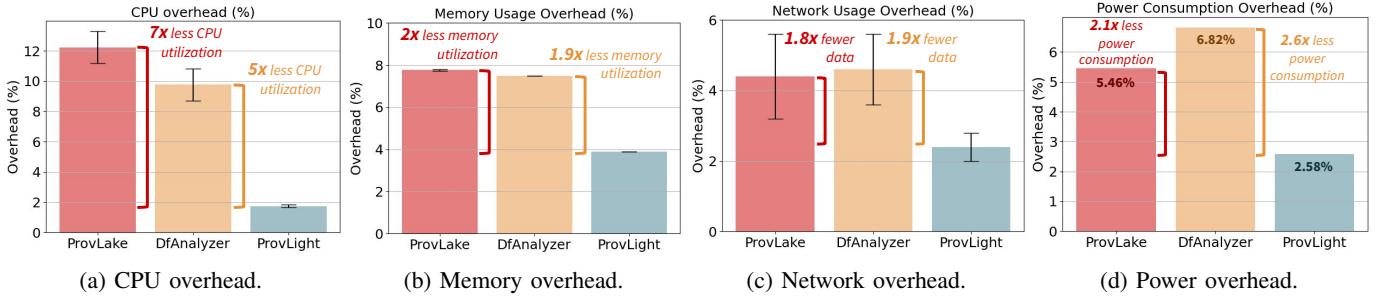 CPU overhead (%)
Overhead (%)
12
10
8
6
4
2
0
7x less CPU
utilization
5x less CPU
utilization
ProvLake
DfAnalyzer
ProvLight
(a) CPU overhead.
Memory Usage Overhead (%)
Overhead (%)
10
8
6
4
2
0
2x less memory
utilization
1.9x less memory
utilization
ProvLake
DfAnalyzer
ProvLight
(b) Memory overhead.
Network Usage Overhead (%)
Overhead (%)
6
4
2
0
1.8x fewer
data
1.9x fewer
data
ProvLake
DfAnalyzer
ProvLight
(c) Network overhead.
Power Consumption Overhead (%)
Overhead (%)
6
5
4
3
2
1
0
2.1x less
power
consumption
5.46%
6.82%
2.6x less
power
consumption
2.58%
ProvLake
DfAnalyzer
ProvLight
(d) Power overhead.